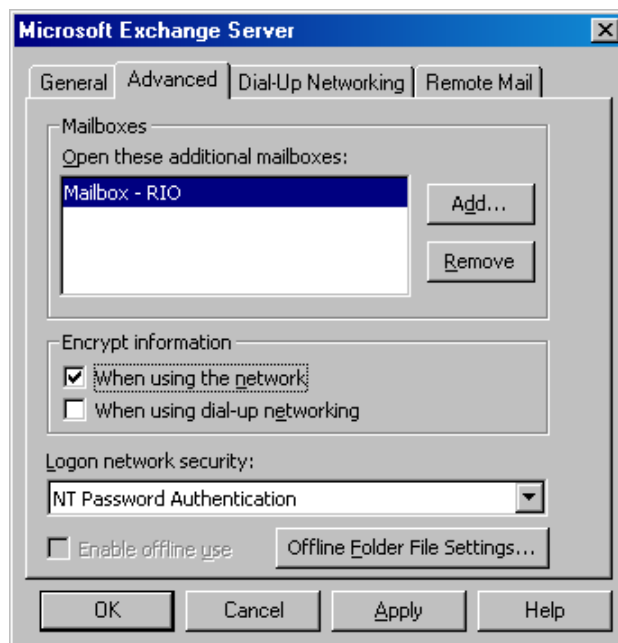 Microsoft Exchange Server
General Advanced Dial-Up Networking Remote Mail
Mailboxes
Open these additional mailboxes:
Mailbox - RIO
Add...
Remove
Encrypt information
When using the network
When using dial-up networking
Logon network security:
NT Password Authentication
Enable offline use Offline Folder File Settings...
OK Cancel Apply Help